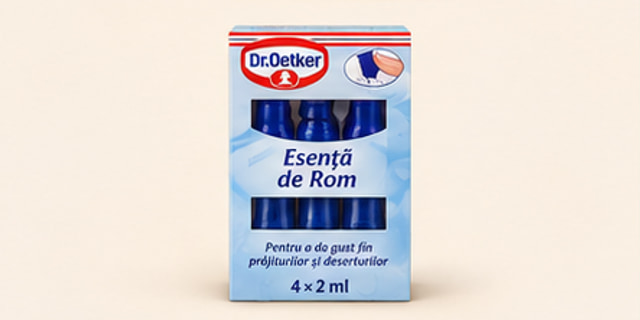 Dr.Oetker
Esență
de Rom
Pentru a da gust fin
prăjiturilor și deserturilor
4 x 2 ml